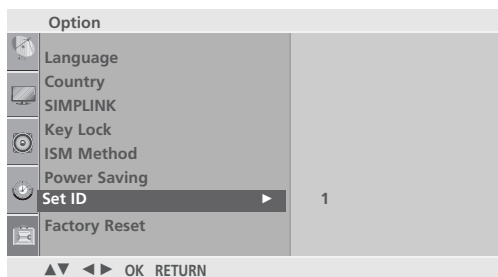 Option
Language
Country
SIMPLINK
Key Lock
ISM Method
Power Saving
Set ID ► 1
Factory Reset
▲▼ ◄► OK RETURN